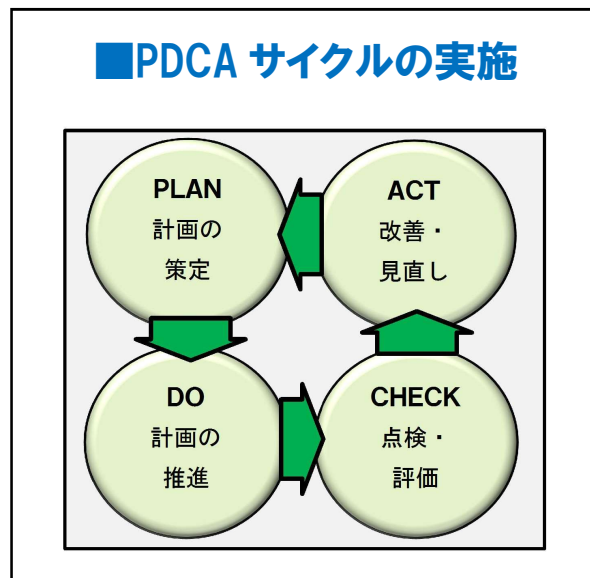 ■PDCA サイクルの実施
PLAN
計画の
策定
ACT
改善・
見直し
DO
計画の
推進
CHECK
点検・
評価